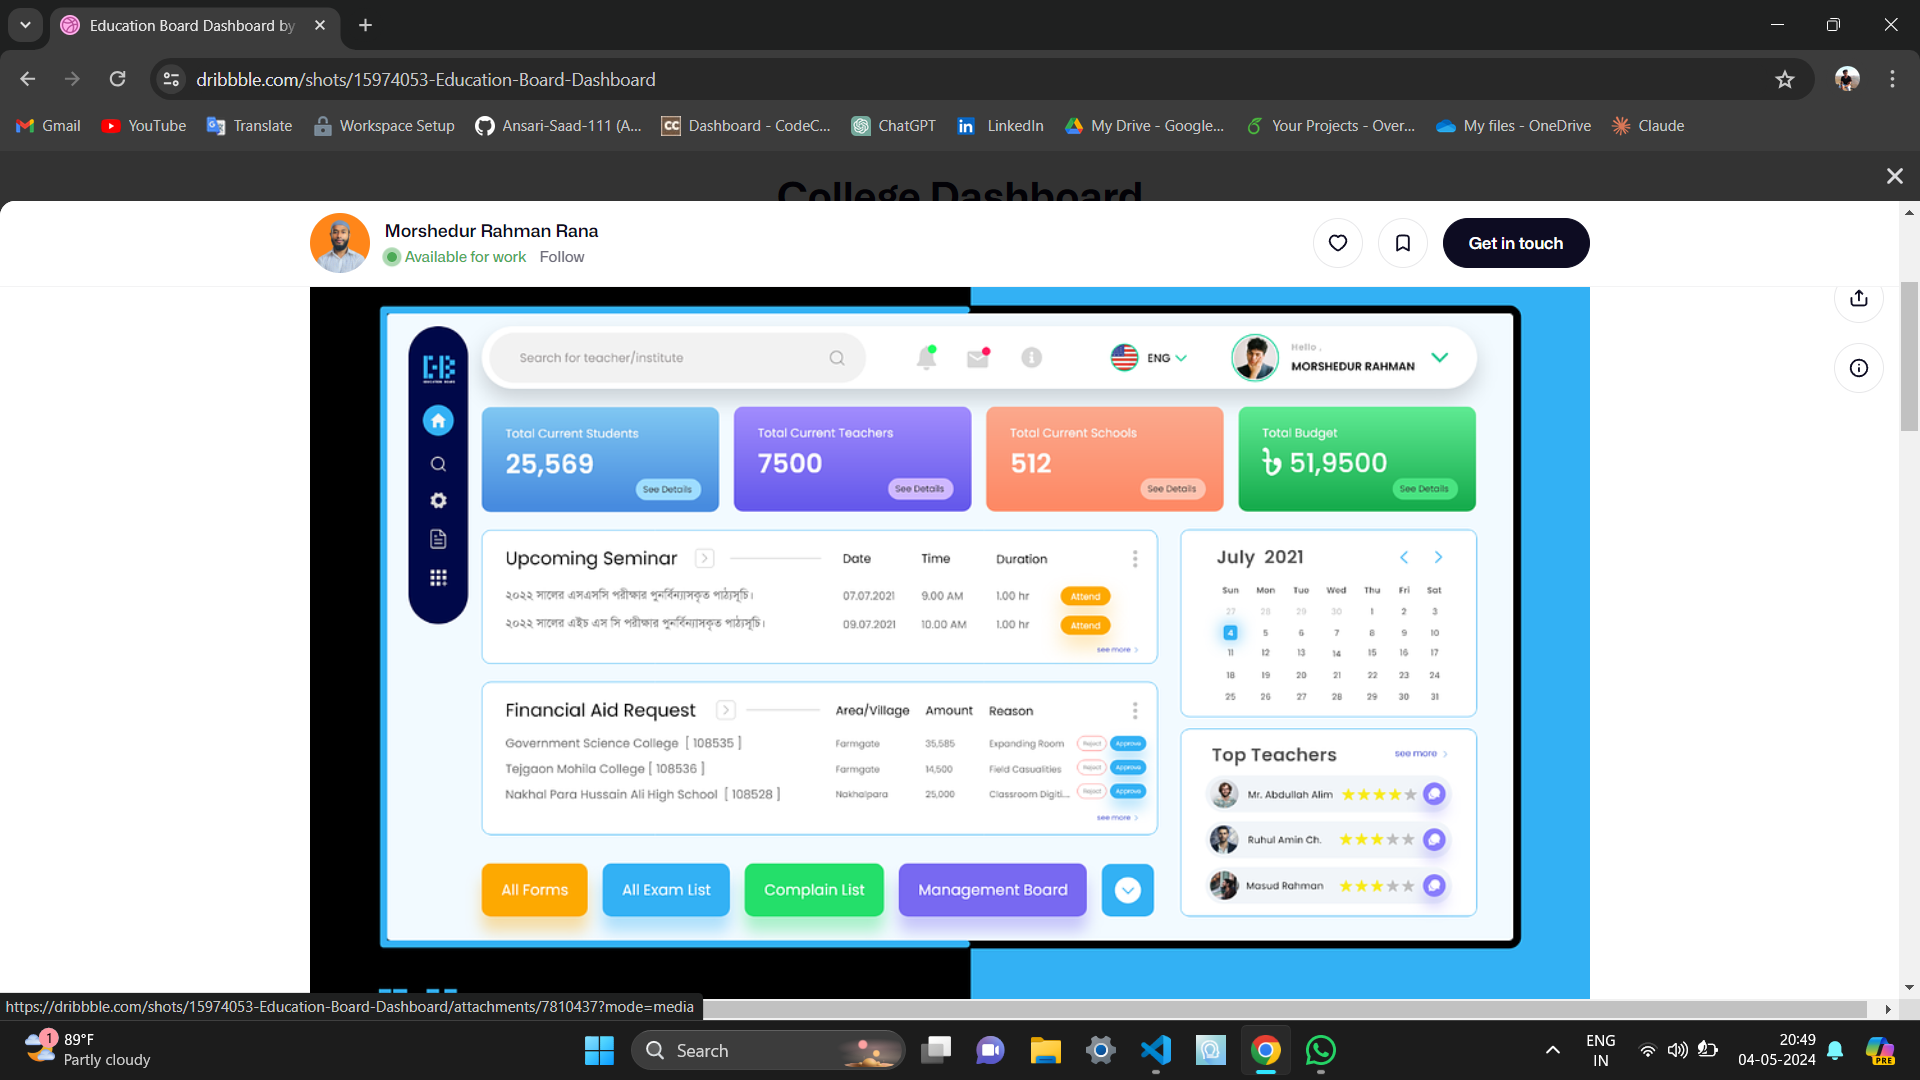 Education Board Dashboard by
dribbble.com/shots/15974053-Education-Board-Dashboard
Gmail YouTube Translate Workspace Setup Ansari-Saad-111 (A... Dashboard - CodeC... ChatGPT LinkedIn My Drive - Google... Your Projects - Over... My files - OneDrive Claude
College Dashboard
Morshedur Rahman Rana
Available for work Follow
Get in touch
Search for teacher/institute
ENG
Hello ,
MORSHEDUR RAHMAN
EDUCATION BOARD
Total Current Students
25,569
See Details
Total Current Teachers
7500
See Details
Total Current Schools
512
See Details
Total Budget
৳ 51,9500
See Details
Upcoming Seminar Date Time Duration
২০২২ সালের এসএসসি পরীক্ষার পুনর্বিন্যাসকৃত পাঠ্যসূচি। 07.07.2021 9.00 AM 1.00 hr Attend
২০২২ সালের এইচ এস সি পরীক্ষার পুনর্বিন্যাসকৃত পাঠ্যসূচি। 09.07.2021 10.00 AM 1.00 hr Attend
see more
July 2021
Sun Mon Tue Wed Thu Fri Sat
27 28 29 30 1 2 3
4 5 6 7 8 9 10
11 12 13 14 15 16 17
18 19 20 21 22 23 24
25 26 27 28 29 30 31
Financial Aid Request Area/Village Amount Reason
Government Science College [ 108535 ] Farmgate 35,585 Expanding Room Reject Approve
Tejgaon Mohila College [ 108536 ] Farmgate 14,500 Field Casualities Reject Approve
Nakhal Para Hussain Ali High School [ 108528 ] Nakhalpara 25,000 Classroom Digiti... Reject Approve
see more
Top Teachers see more
Mr. Abdullah Alim
Ruhul Amin Ch.
Masud Rahman
All Forms All Exam List Complain List Management Board
https://dribbble.com/shots/15974053-Education-Board-Dashboard/attachments/7810437?mode=media
1
89°F
Partly cloudy
Search
ENG
IN
20:49
04-05-2024
PRE